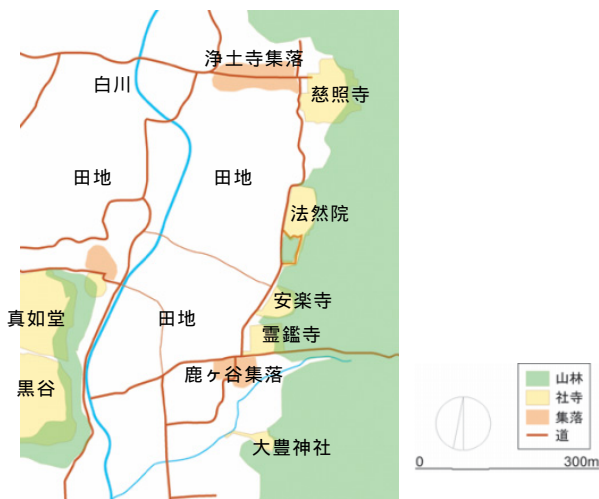 浄土寺集落
白川
慈照寺
田地
田地
法然院
安楽寺
真如堂
田地
霊鑑寺
鹿ヶ谷集落
黒谷
大豊神社
山林
社寺
集落
道
0 300m